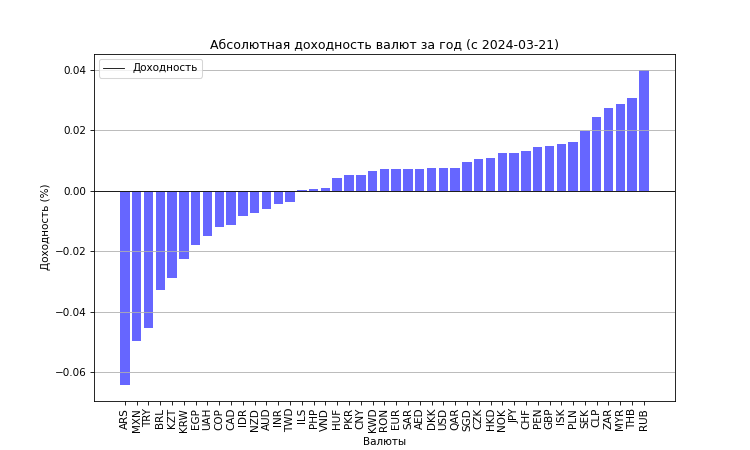 Абсолютная доходность валют за год (с 2024-03-21)
Доходность
0.04
0.02
0.00
−0.02
−0.04
−0.06
Доходность (%)
ARS MXN TRY BRL KZT KRW EGP UAH COP CAD IDR NZD AUD INR TWD ILS PHP VND HUF PKR CNY KWD RON EUR SAR AED DKK USD QAR SGD CZK HKD NOK JPY CHF PEN GBP ISK PLN SEK CLP ZAR MYR THB RUB
Валюты